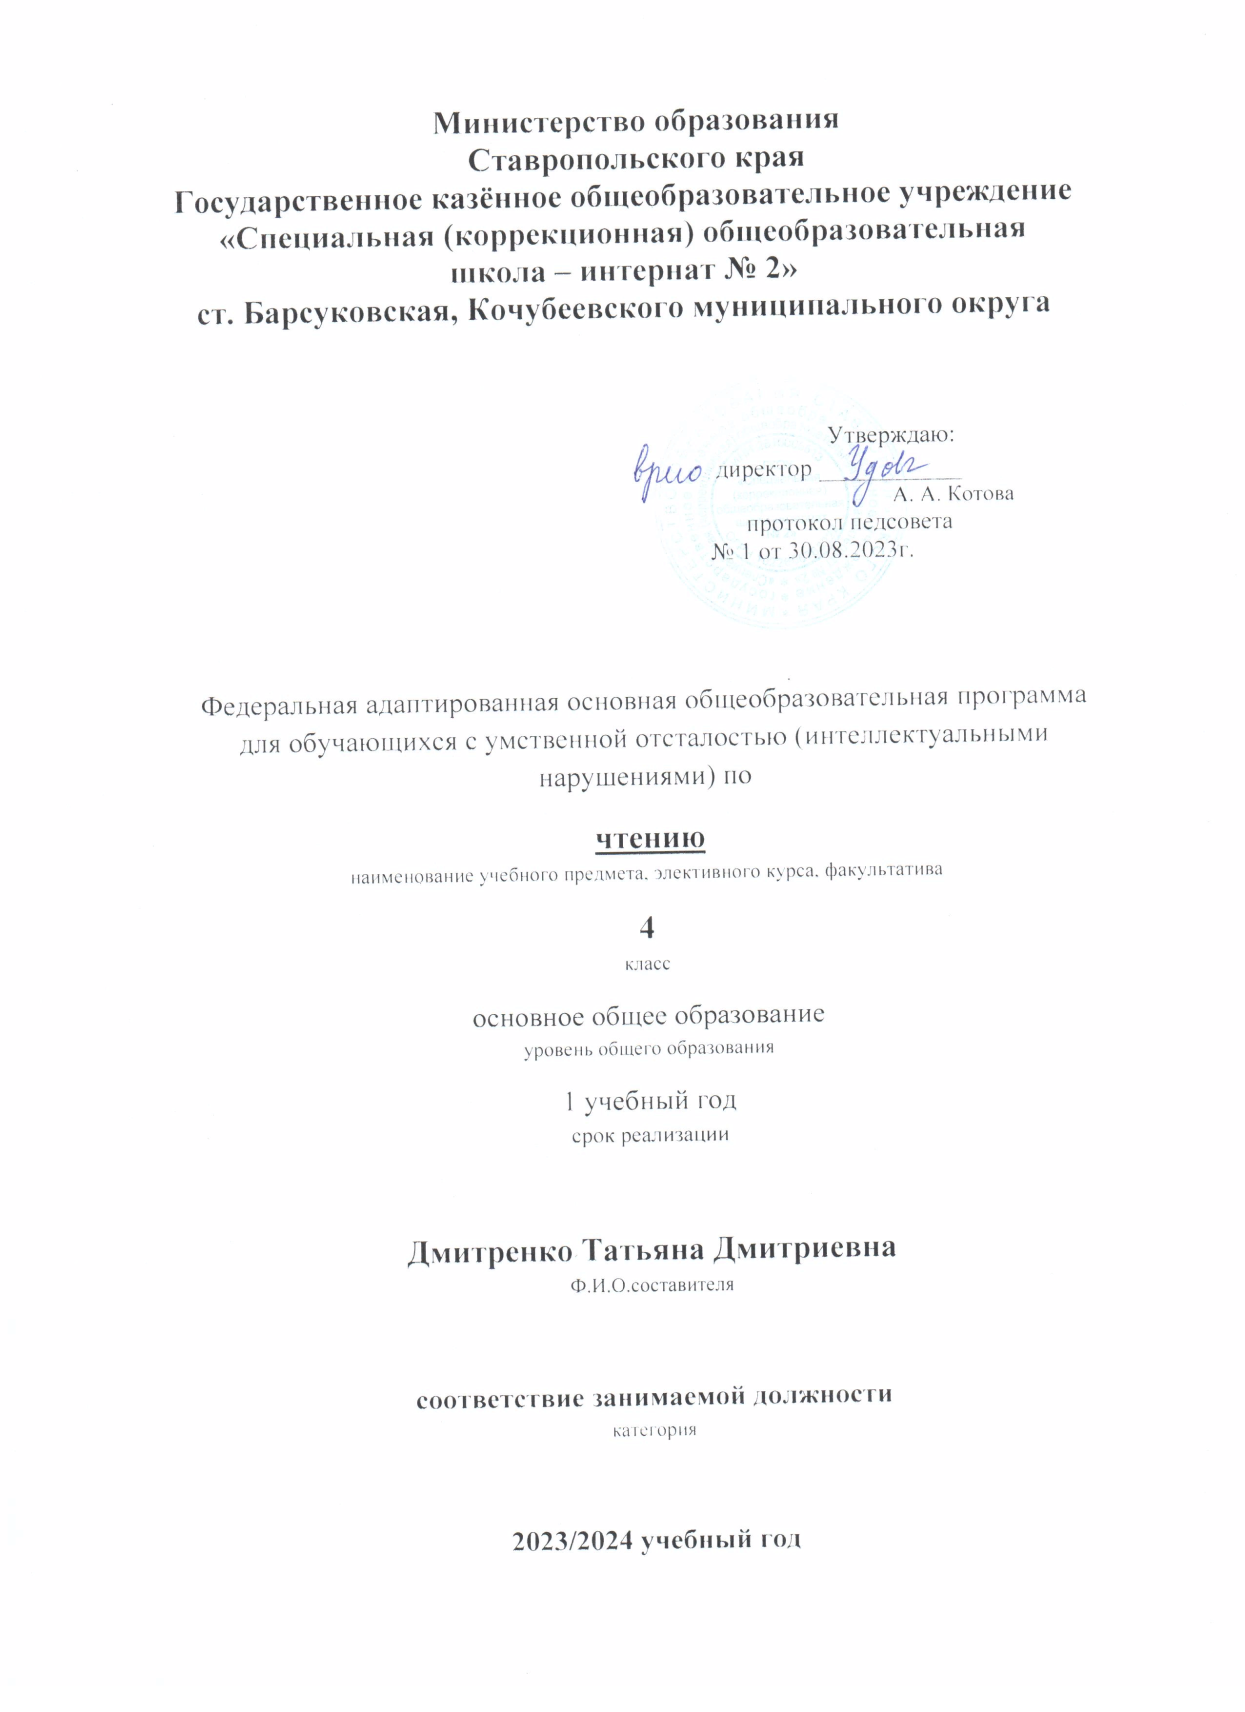 Министерство образования
Ставропольского края
Государственное казённое общеобразовательное учреждение
«Специальная (коррекционная) общеобразовательная
школа – интернат № 2»
ст. Барсуковская, Кочубеевского муниципального округа
Утверждаю:
врио директор
А. А. Котова
протокол педсовета
№ 1 от 30.08.2023г.
Федеральная адаптированная основная общеобразовательная программа
для обучающихся с умственной отсталостью (интеллектуальными
нарушениями) по
чтению
наименование учебного предмета, элективного курса, факультатива
4
класс
основное общее образование
уровень общего образования
1 учебный год
срок реализации
Дмитренко Татьяна Дмитриевна
Ф.И.О.составителя
соответствие занимаемой должности
категория
2023/2024 учебный год